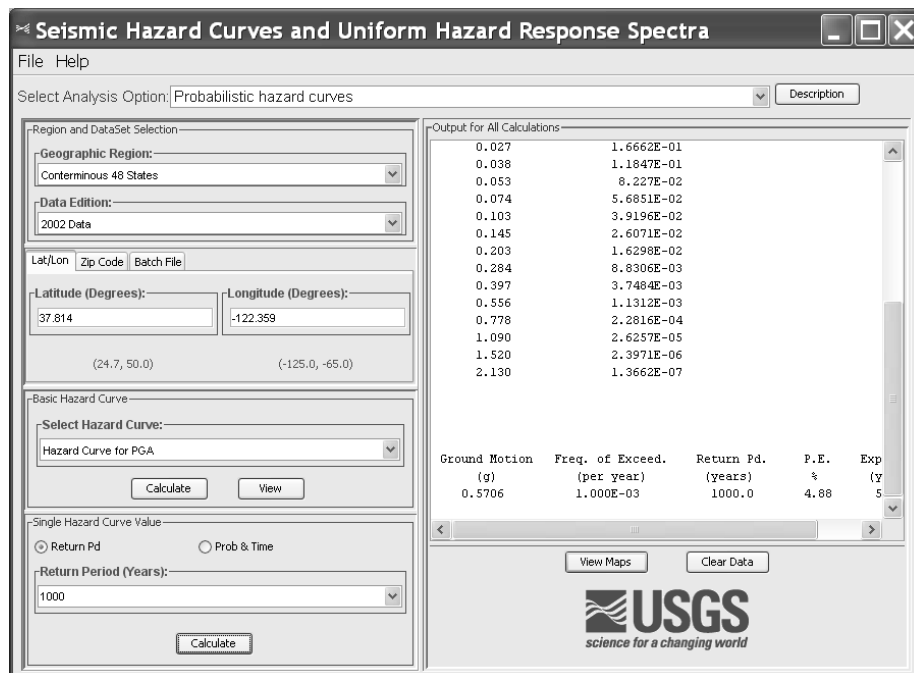 Seismic Hazard Curves and Uniform Hazard Response Spectra
File Help
Select Analysis Option: Probabilistic hazard curves
Description
Region and DataSet Selection
Geographic Region:
Conterminous 48 States
Data Edition:
2002 Data
Lat/Lon Zip Code Batch File
Latitude (Degrees): Longitude (Degrees):
37.814 -122.359
(24.7, 50.0) (-125.0, -65.0)
Basic Hazard Curve
Select Hazard Curve:
Hazard Curve for PGA
Calculate View
Single Hazard Curve Value
Return Pd Prob & Time
Return Period (Years):
1000
Calculate
Output for All Calculations
0.027 1.6662E-01
0.038 1.1847E-01
0.053 8.227E-02
0.074 5.6851E-02
0.103 3.9196E-02
0.145 2.6071E-02
0.203 1.6298E-02
0.284 8.8306E-03
0.397 3.7484E-03
0.556 1.1312E-03
0.778 2.2816E-04
1.090 2.6257E-05
1.520 2.3971E-06
2.130 1.3662E-07
Ground Motion Freq. of Exceed. Return Pd. P.E. Exp
(g) (per year) (years) % (y
0.5706 1.000E-03 1000.0 4.88 5
View Maps Clear Data
USGS
science for a changing world